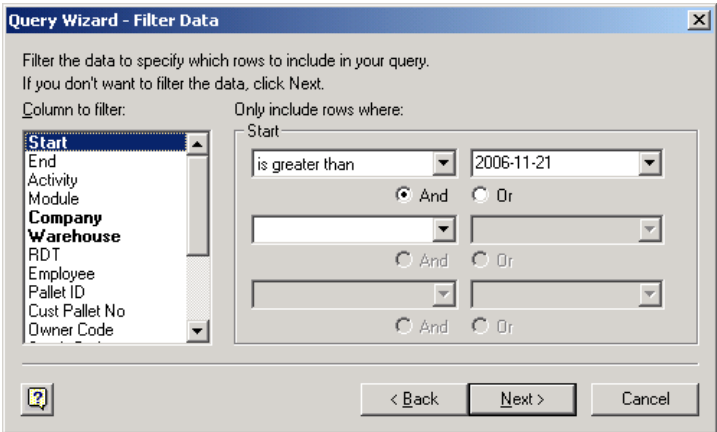 Query Wizard - Filter Data
Filter the data to specify which rows to include in your query.
If you don't want to filter the data, click Next.
Column to filter:
Only include rows where:
Start
End
Activity
Module
Company
Warehouse
RDT
Employee
Pallet ID
Cust Pallet No
Owner Code
Start
is greater than 2006-11-21
And Or
And Or
And Or
?
< Back Next > Cancel